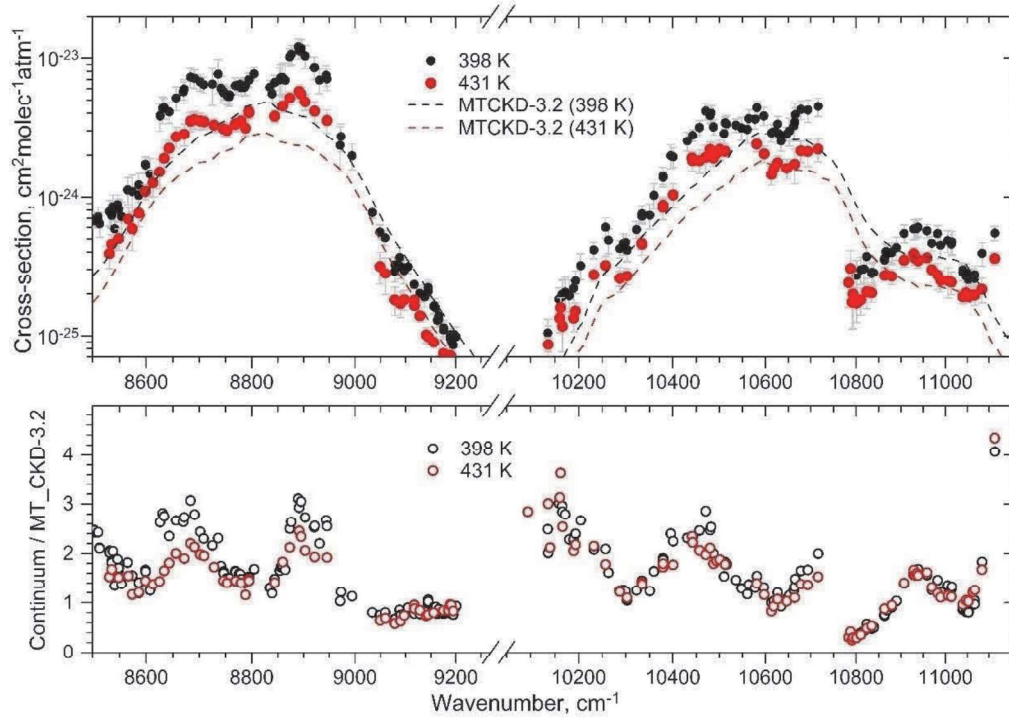 Cross-section, cm²molec⁻¹atm⁻¹
10⁻²³
10⁻²⁴
10⁻²⁵
398 K
431 K
MTCKD-3.2 (398 K)
MTCKD-3.2 (431 K)
8600 8800 9000 9200 10200 10400 10600 10800 11000
Continuum / MT_CKD-3.2
4
3
2
1
0
398 K
431 K
8600 8800 9000 9200 10200 10400 10600 10800 11000
Wavenumber, cm⁻¹